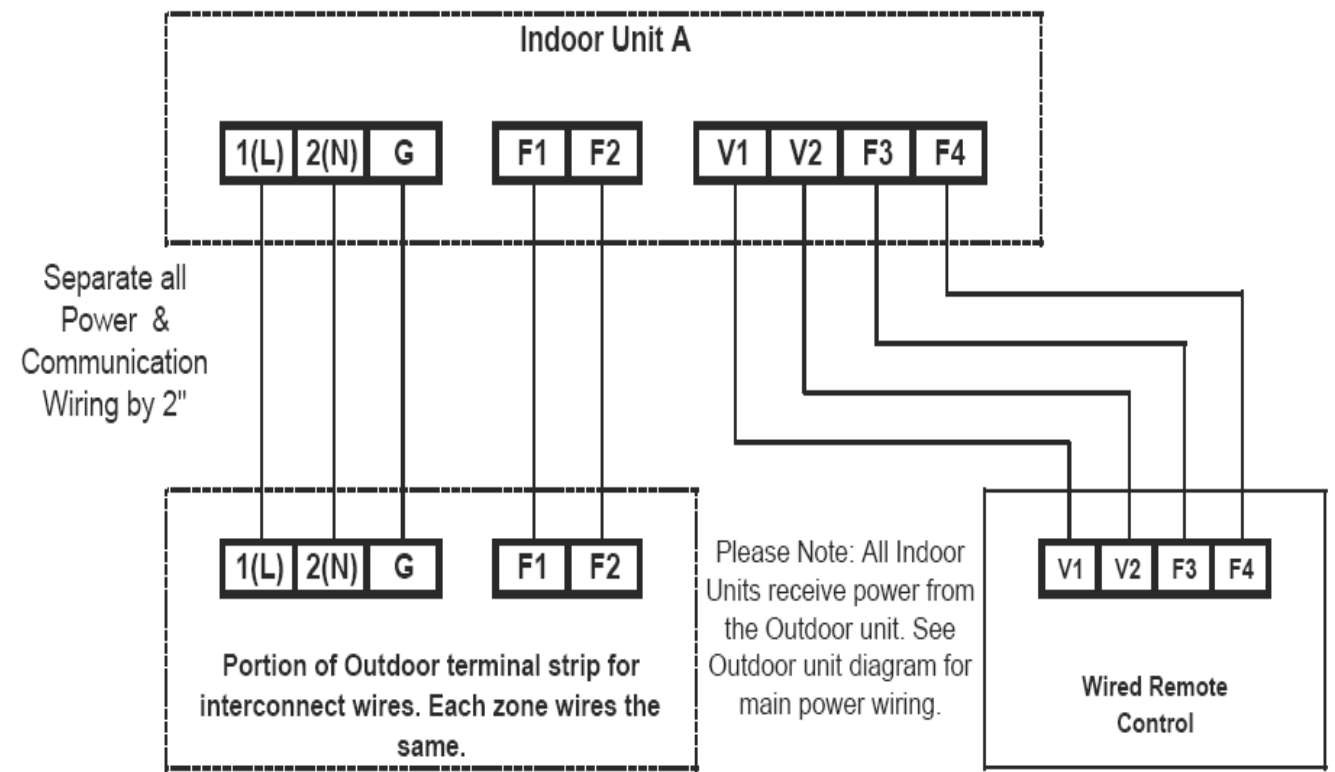 Indoor Unit A
1(L) 2(N) G F1 F2 V1 V2 F3 F4
Separate all
Power &
Communication
Wiring by 2"
1(L) 2(N) G F1 F2
Portion of Outdoor terminal strip for
interconnect wires. Each zone wires the
same.
Please Note: All Indoor
Units receive power from
the Outdoor unit. See
Outdoor unit diagram for
main power wiring.
V1 V2 F3 F4
Wired Remote
Control